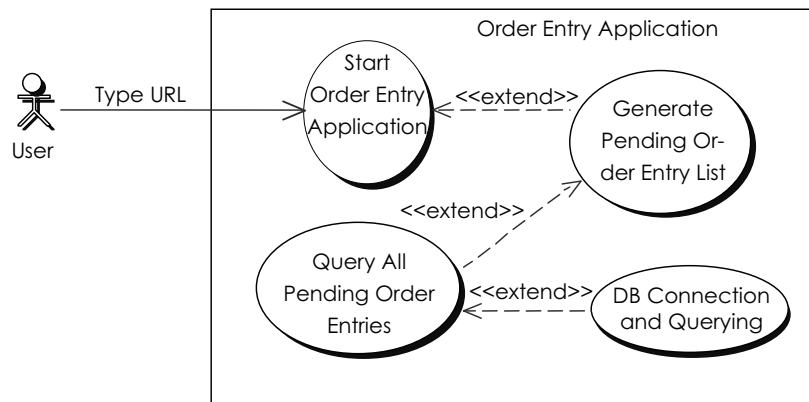 Order Entry Application
Start
Order Entry
Application
Type URL
User
<<extend>>
Generate
Pending Or-
der Entry List
<<extend>>
Query All
Pending Order
Entries
<<extend>>
DB Connection
and Querying